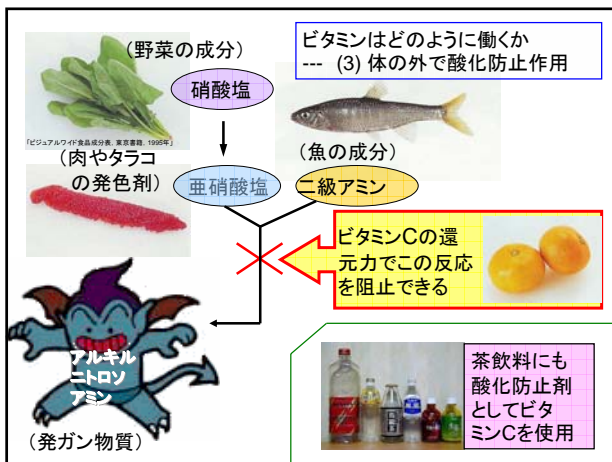 (野菜の成分)
ビタミンはどのように働くか
--- (3) 体の外で酸化防止作用
硝酸塩
「ビジュアルワイド食品成分表, 東京書籍, 1995年」
(肉やタラコ
の発色剤)
(魚の成分)
亜硝酸塩
二級アミン
ビタミンCの還
元力でこの反応
を阻止できる
アルキル
ニトロソ
アミン
(発ガン物質)
茶飲料にも
酸化防止剤
としてビタ
ミンCを使用